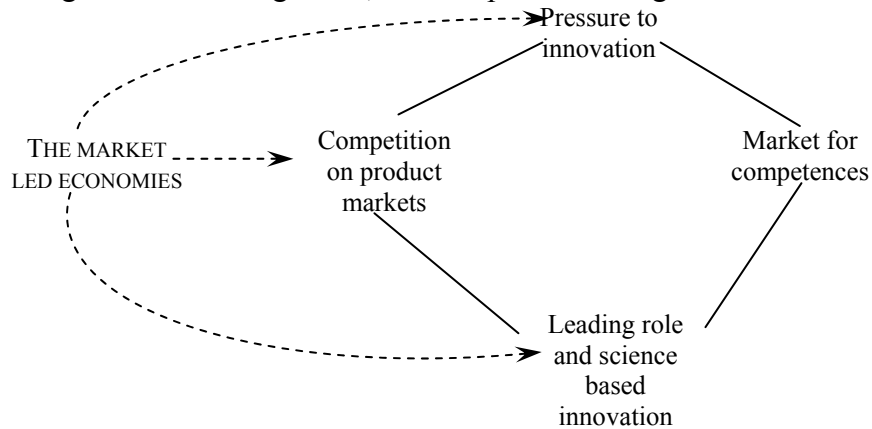 Pressure to
innovation
THE MARKET
LED ECONOMIES
Competition
on product
markets
Market for
competences
Leading role
and science
based
innovation